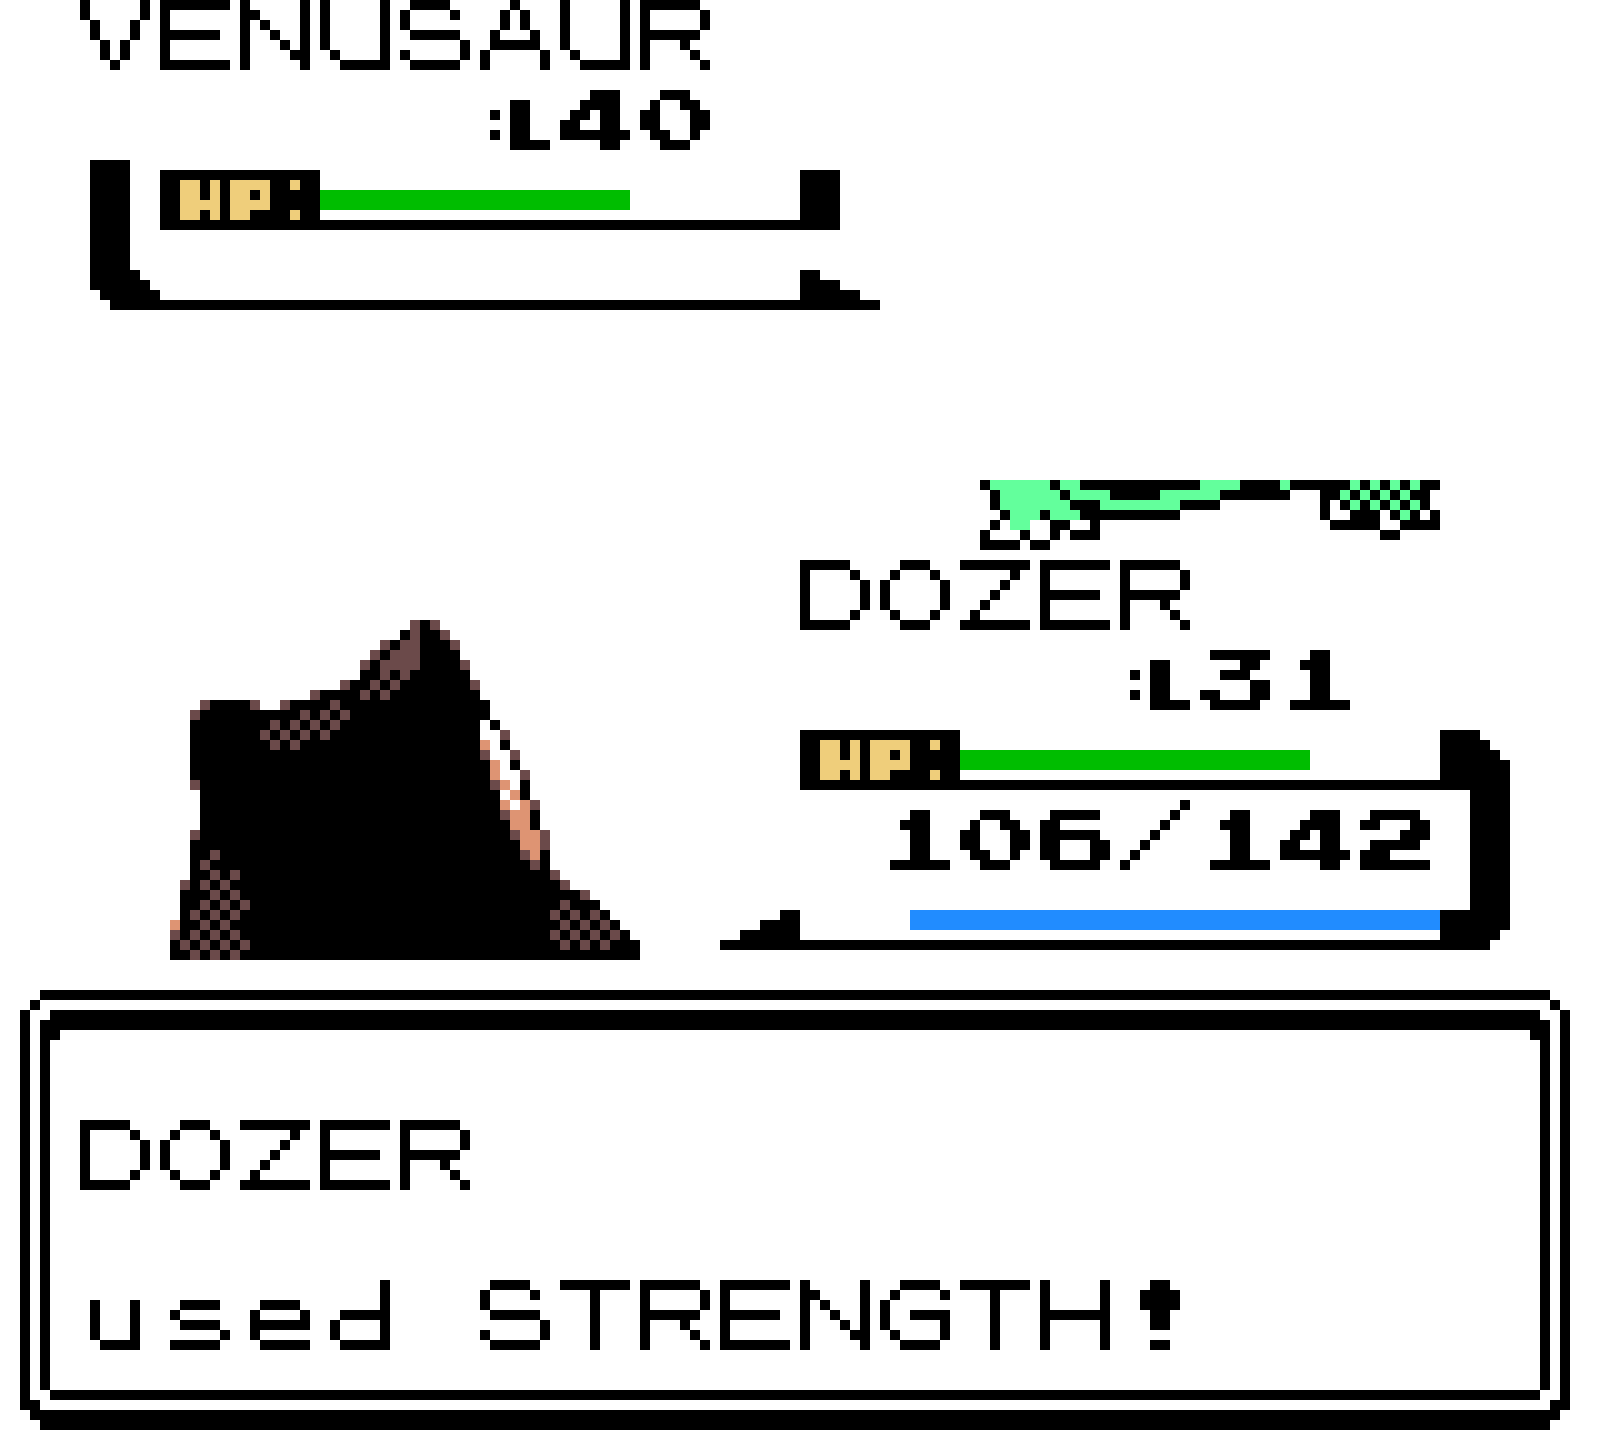 VENUSAUR
:L40
HP:
DOZER
:L31
HP:
106/142
DOZER
used STRENGTH!